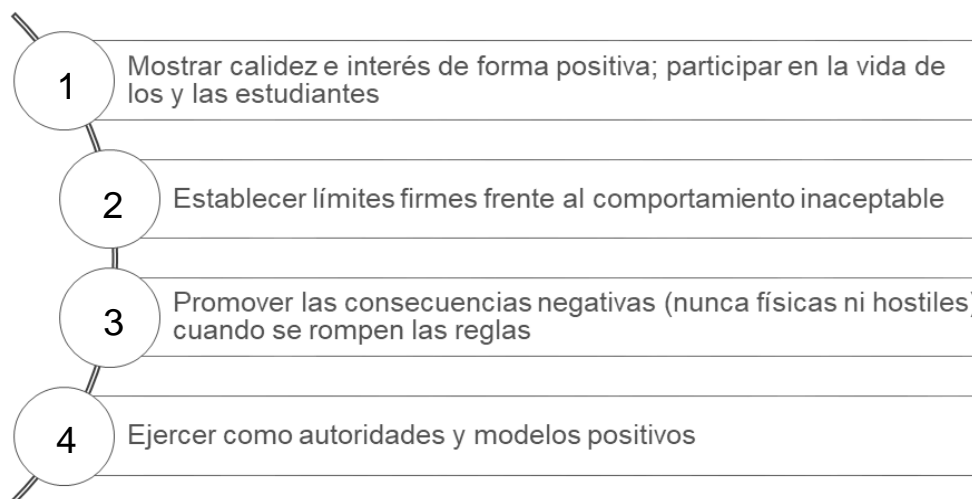 1
Mostrar calidez e interés de forma positiva; participar en la vida de
los y las estudiantes
2
Establecer límites firmes frente al comportamiento inaceptable
3
Promover las consecuencias negativas (nunca físicas ni hostiles)
cuando se rompen las reglas
4
Ejercer como autoridades y modelos positivos